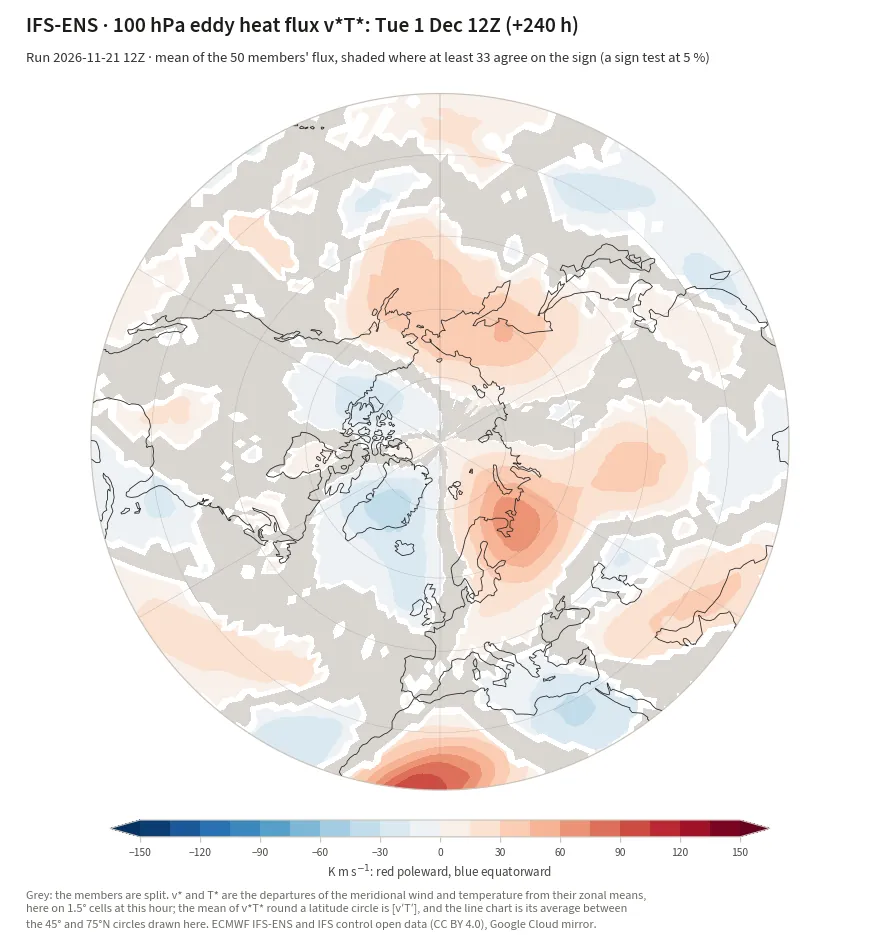 IFS-ENS · 100 hPa eddy heat flux v*T*: Tue 1 Dec 12Z (+240 h)
Run 2026-11-21 12Z · mean of the 50 members' flux, shaded where at least 33 agree on the sign (a sign test at 5 %)
−150 −120 −90 −60 −30 0 30 60 90 120 150
K m s⁻¹: red poleward, blue equatorward
Grey: the members are split. v* and T* are the departures of the meridional wind and temperature from their zonal means,
here on 1.5° cells at this hour; the mean of v*T* round a latitude circle is [v'T'], and the line chart is its average between
the 45° and 75°N circles drawn here. ECMWF IFS-ENS and IFS control open data (CC BY 4.0), Google Cloud mirror.